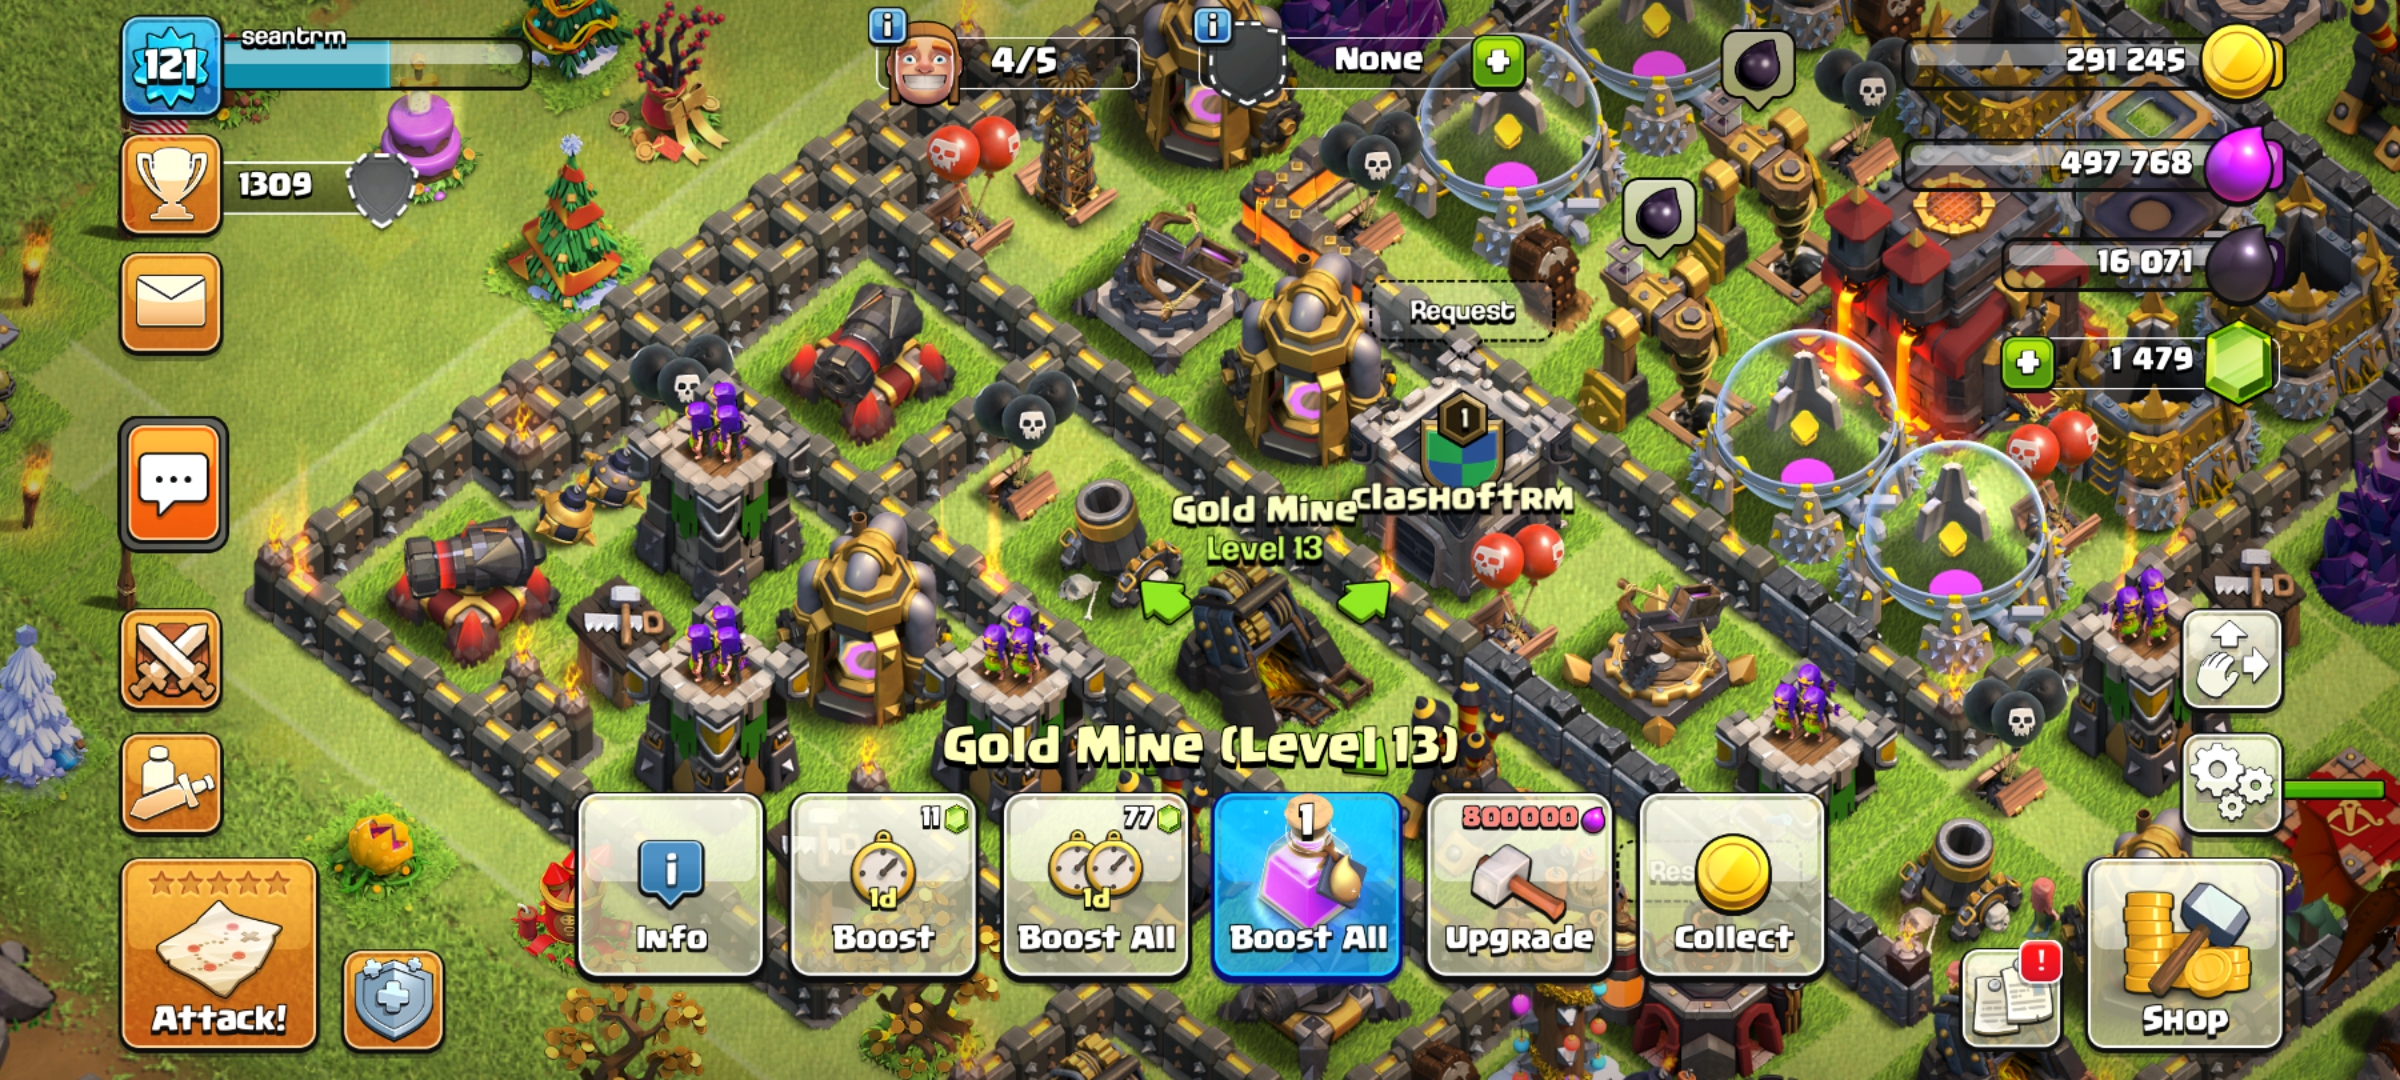 121
seantrm
4/5
None
291 245
1309
497 768
16 071
Request
1 479
1
Gold Mine
clashoftRM
Level 13
Gold Mine (Level 13)
Info
11
1d
Boost
77
1d
Boost All
1
Boost All
800000
Upgrade
Collect
Attack!
!
Shop